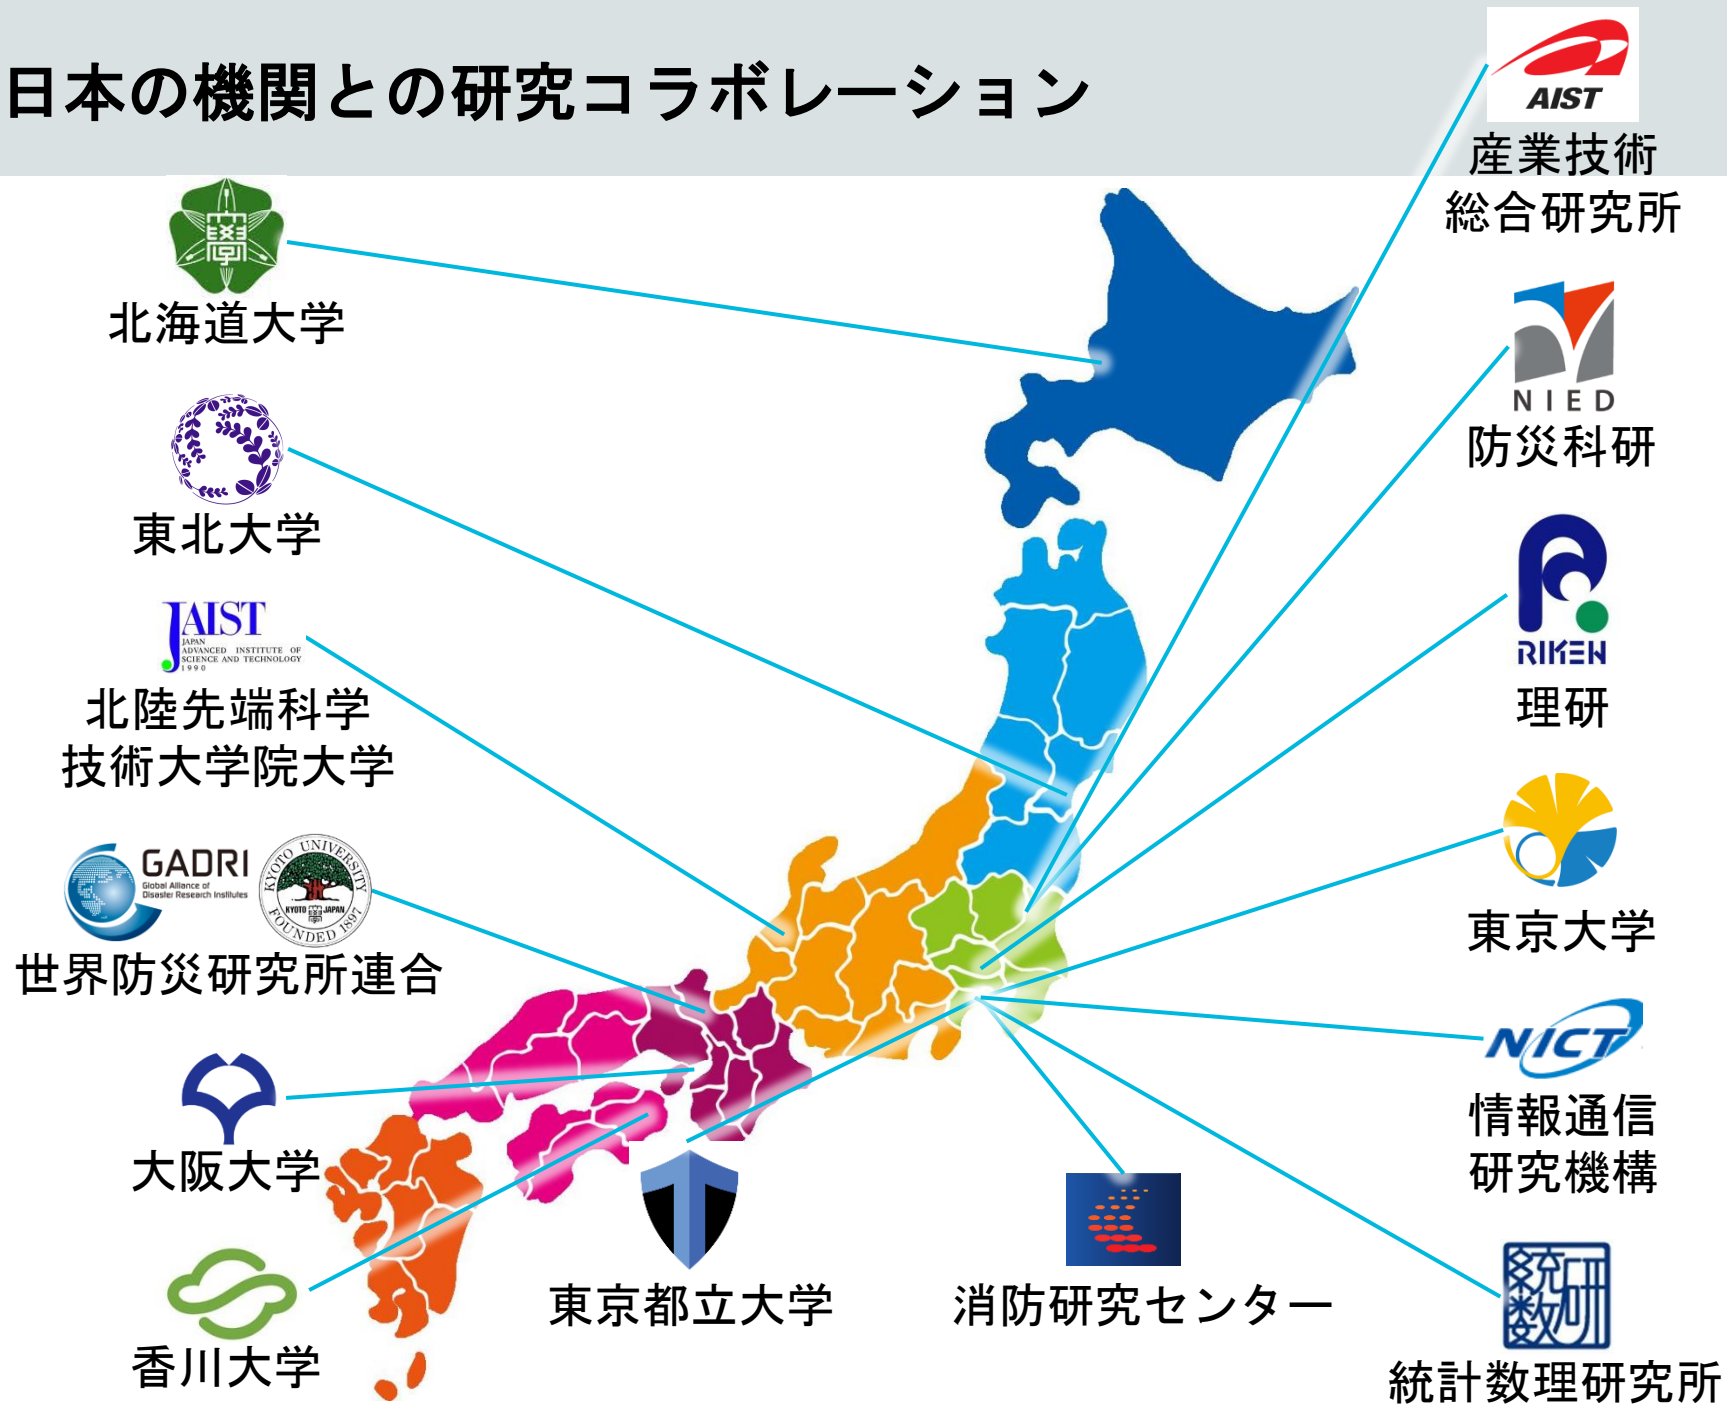 日本の機関との研究コラボレーション
AIST
産業技術
総合研究所
北海道大学
NIED
防災科研
東北大学
RIKEN
理研
JAIST
JAPAN
ADVANCED INSTITUTE OF
SCIENCE AND TECHNOLOGY
1990
北陸先端科学
技術大学院大学
東京大学
GADRI
Global Alliance of
Disaster Research Institutes
KYOTO UNIVERSITY
KYOTO JAPAN
FOUNDED 1897
世界防災研究所連合
NICT
情報通信
研究機構
大阪大学
東京都立大学
消防研究センター
香川大学
統計数理研究所